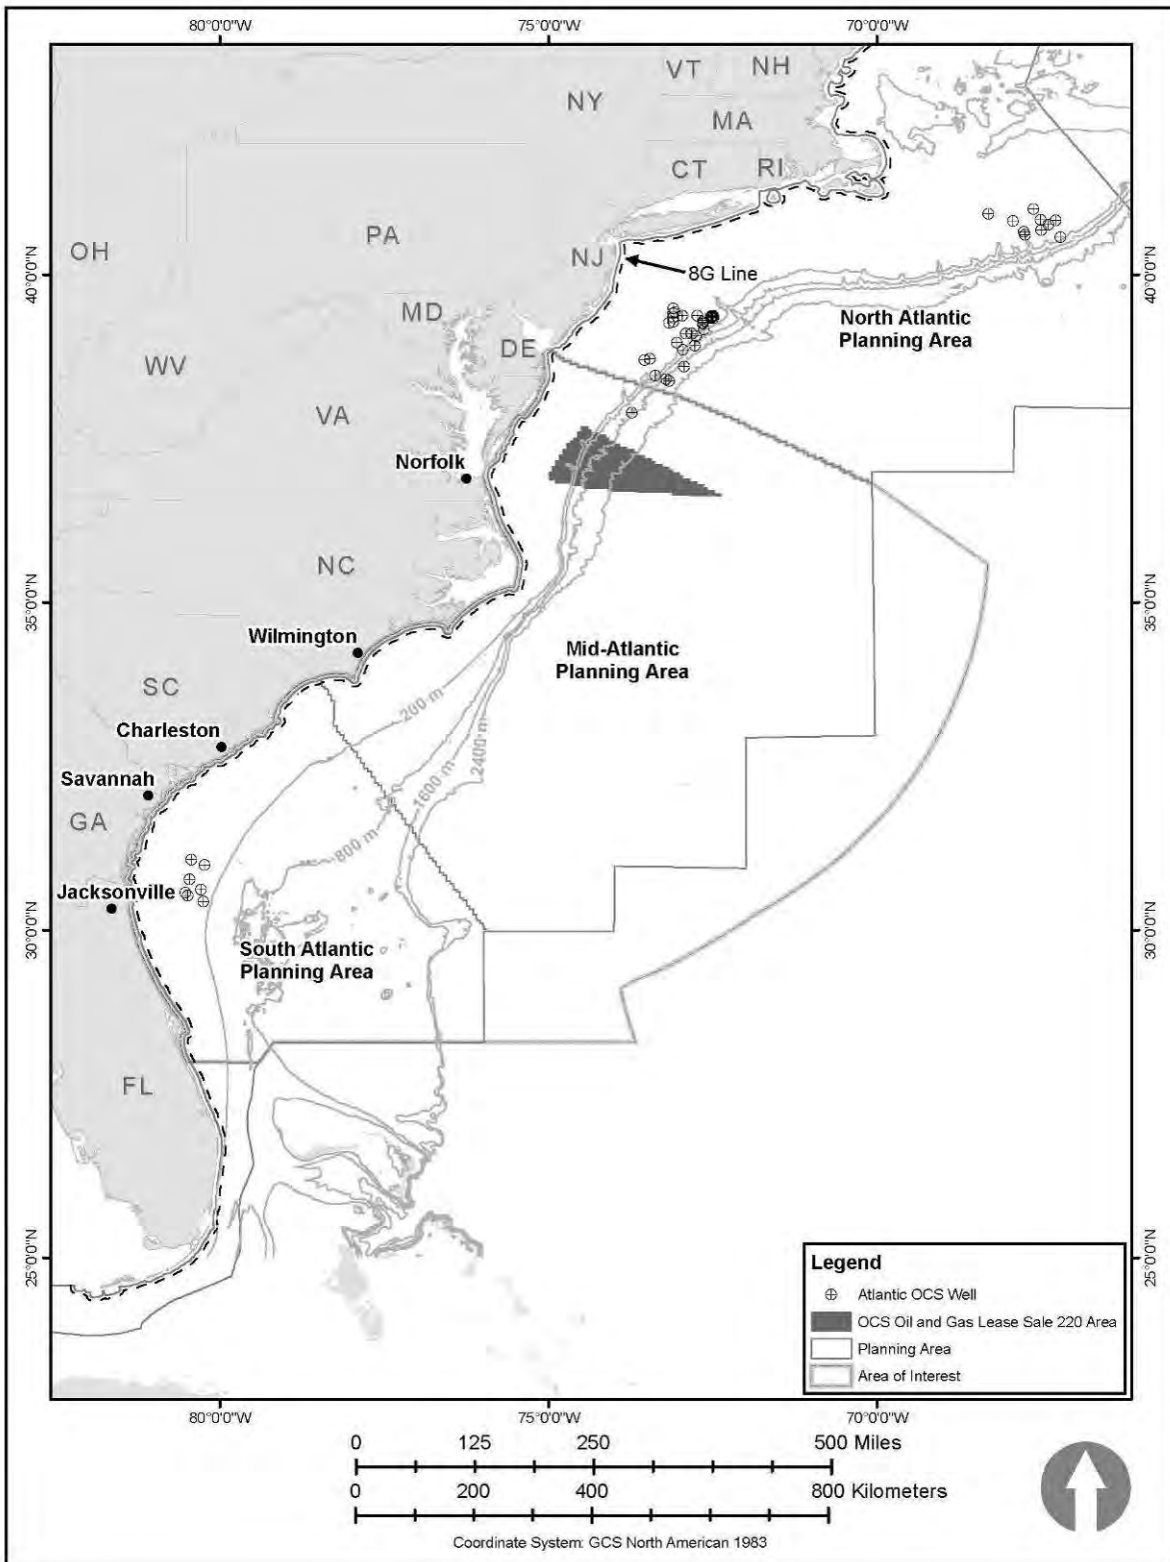 80°0'0"W
75°0'0"W
70°0'0"W
VT
NH
NY
MA
CT
RI
PA
OH
NJ
8G Line
40°0'0"N
40°0'0"N
MD
DE
North Atlantic
Planning Area
WV
VA
Norfolk
NC
35°0'0"N
35°0'0"N
Wilmington
Mid-Atlantic
Planning Area
SC
200 m
Charleston
2400 m
Savannah
1600 m
GA
800 m
Jacksonville
30°0'0"N
30°0'0"N
South Atlantic
Planning Area
FL
25°0'0"N
25°0'0"N
Legend
Atlantic OCS Well
OCS Oil and Gas Lease Sale 220 Area
Planning Area
Area of Interest
80°0'0"W
75°0'0"W
70°0'0"W
0 125 250 500 Miles
0 200 400 800 Kilometers
Coordinate System: GCS North American 1983